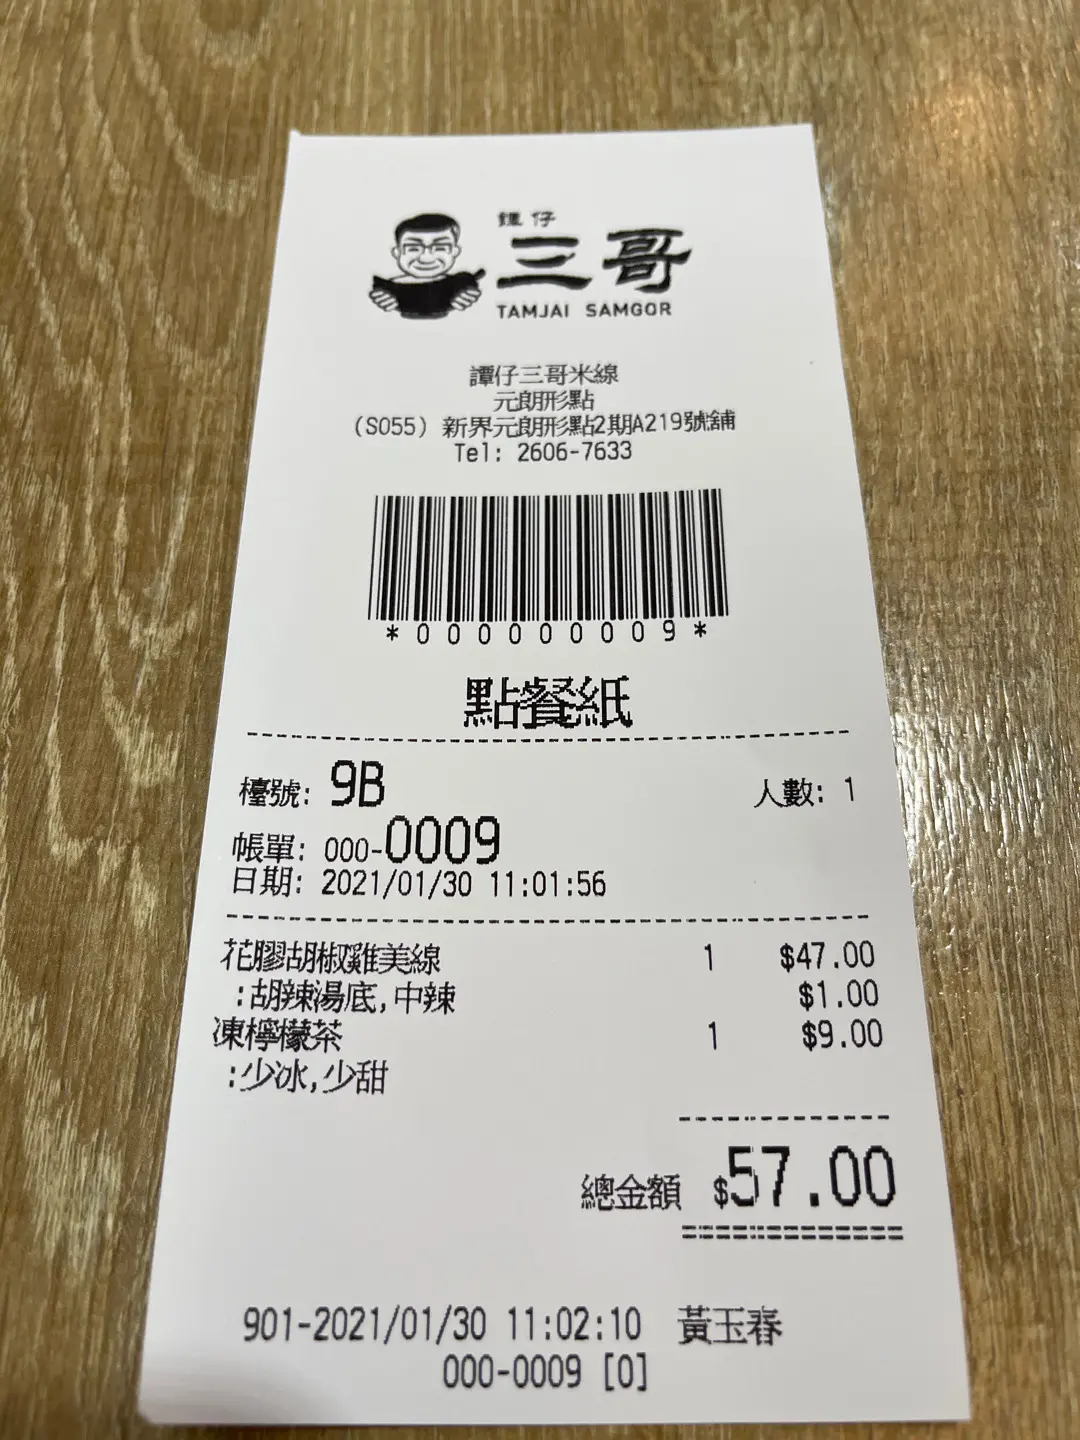 譚仔
三哥
TAMJAI SAMGOR
譚仔三哥米線
元朗形點
(S055) 新界元朗形點2期A219號舖
Tel: 2606-7633
*000000009*
點餐紙
檯號: 9B 人數: 1
帳單: 000-0009
日期: 2021/01/30 11:01:56
花膠胡椒雞美線 1 $47.00
:胡辣湯底,中辣 $1.00
凍檸檬茶 1 $9.00
:少冰,少甜
總金額 $57.00
901-2021/01/30 11:02:10 黃玉春
000-0009 [0]